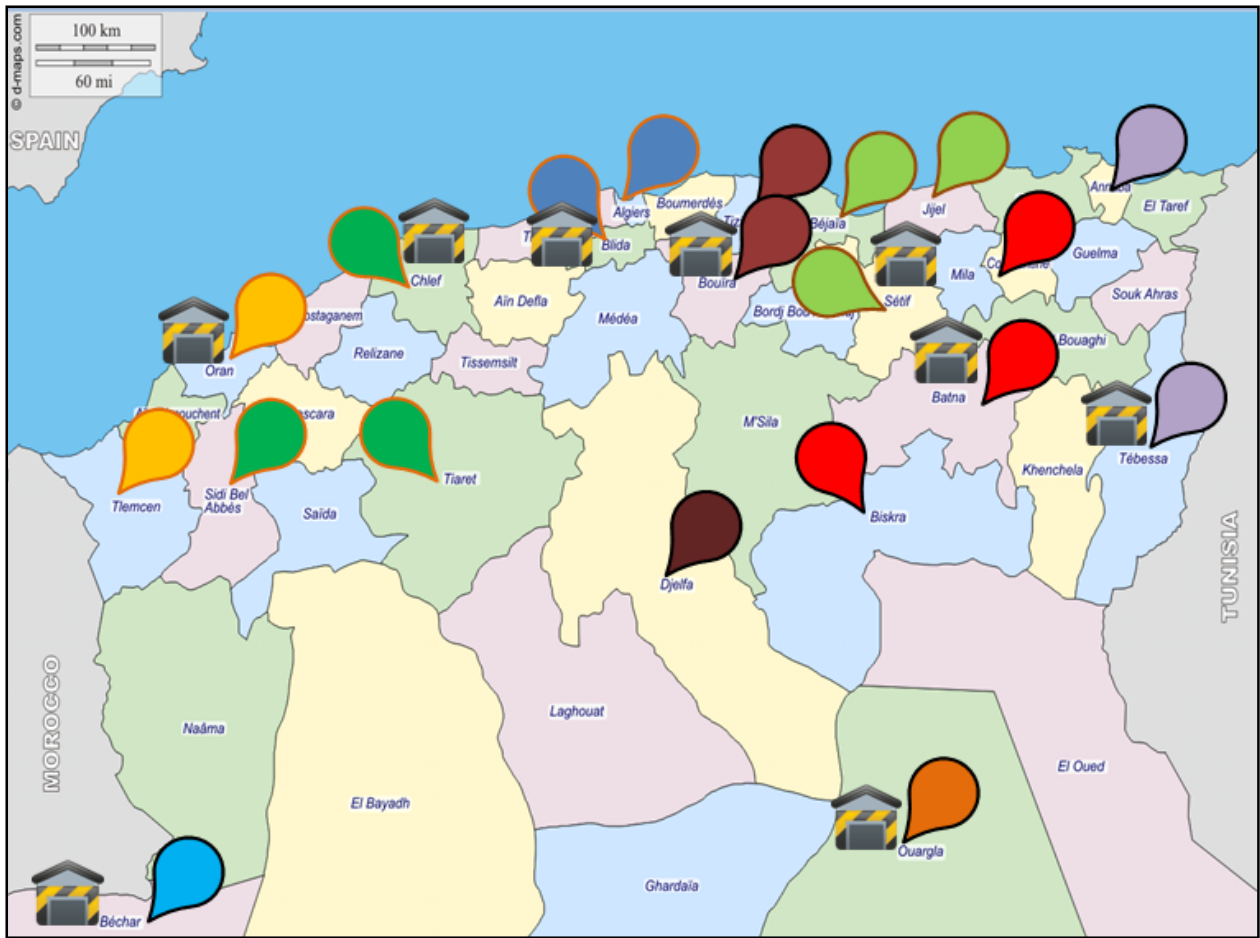 100 km
60 mi
© d-maps.com
SPAIN
Algiers
Boumerdès
Blida
Béjaïa
Jijel
El Taref
Chlef
Aïn Defla
Médéa
Bouira
Sétif
Mila
Guelma
Souk Ahras
Oran
ostaganem
Relizane
Tissemsilt
Bouaghi
Batna
M'Sila
Khenchela
Tébessa
ascara
Tlemcen
Sidi Bel
Abbès
Saïda
Tiaret
Biskra
Djelfa
TUNISIA
MOROCCO
Naâma
Laghouat
El Bayadh
El Oued
Ouargla
Ghardaïa
Béchar